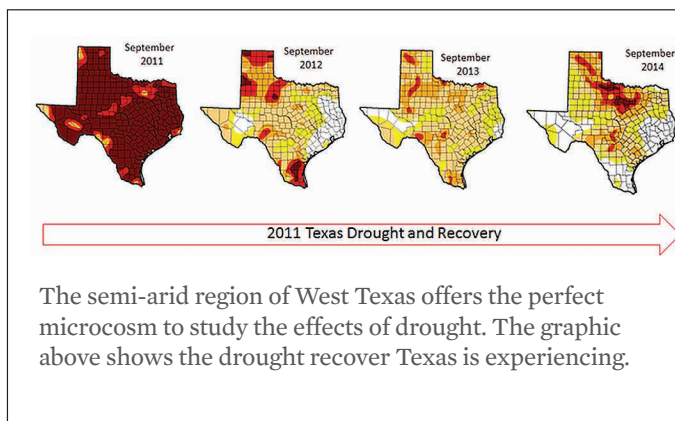 September
2011
September
2012
September
2013
September
2014
2011 Texas Drought and Recovery
The semi-arid region of West Texas offers the perfect
microcosm to study the effects of drought. The graphic
above shows the drought recover Texas is experiencing.